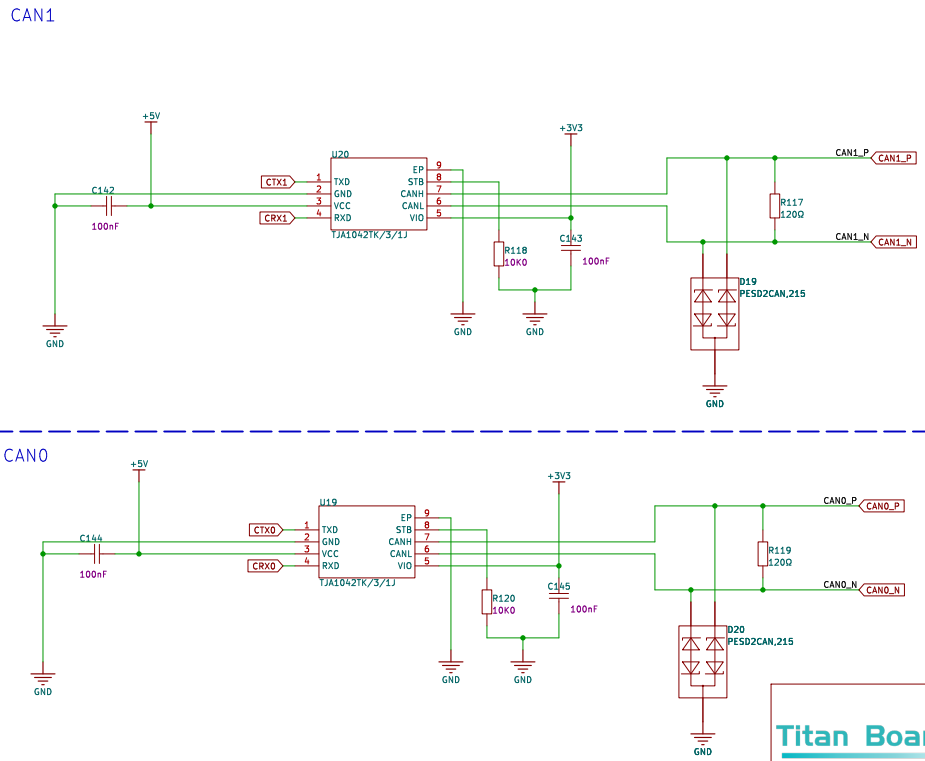 CAN1
+5V
+3V3
U20
CAN1_P
CAN1_P
EP 9
CTX1
1 TXD
STB 8
C142
2 GND
CANH 7
3 VCC
CANL 6
R117
120Ω
CRX1
4 RXD
VIO 5
100nF
TJA1042TK/3/1J
C143
CAN1_N
CAN1_N
R118
10K0
100nF
D19
PESD2CAN,215
GND
GND
GND
GND
CAN0
+5V
+3V3
U19
CAN0_P
CAN0_P
EP 9
CTX0
1 TXD
STB 8
C144
2 GND
CANH 7
3 VCC
CANL 6
R119
120Ω
CRX0
4 RXD
VIO 5
100nF
TJA1042TK/3/1J
C145
CAN0_N
CAN0_N
R120
10K0
100nF
D20
PESD2CAN,215
GND
GND
GND
GND
Titan Boar